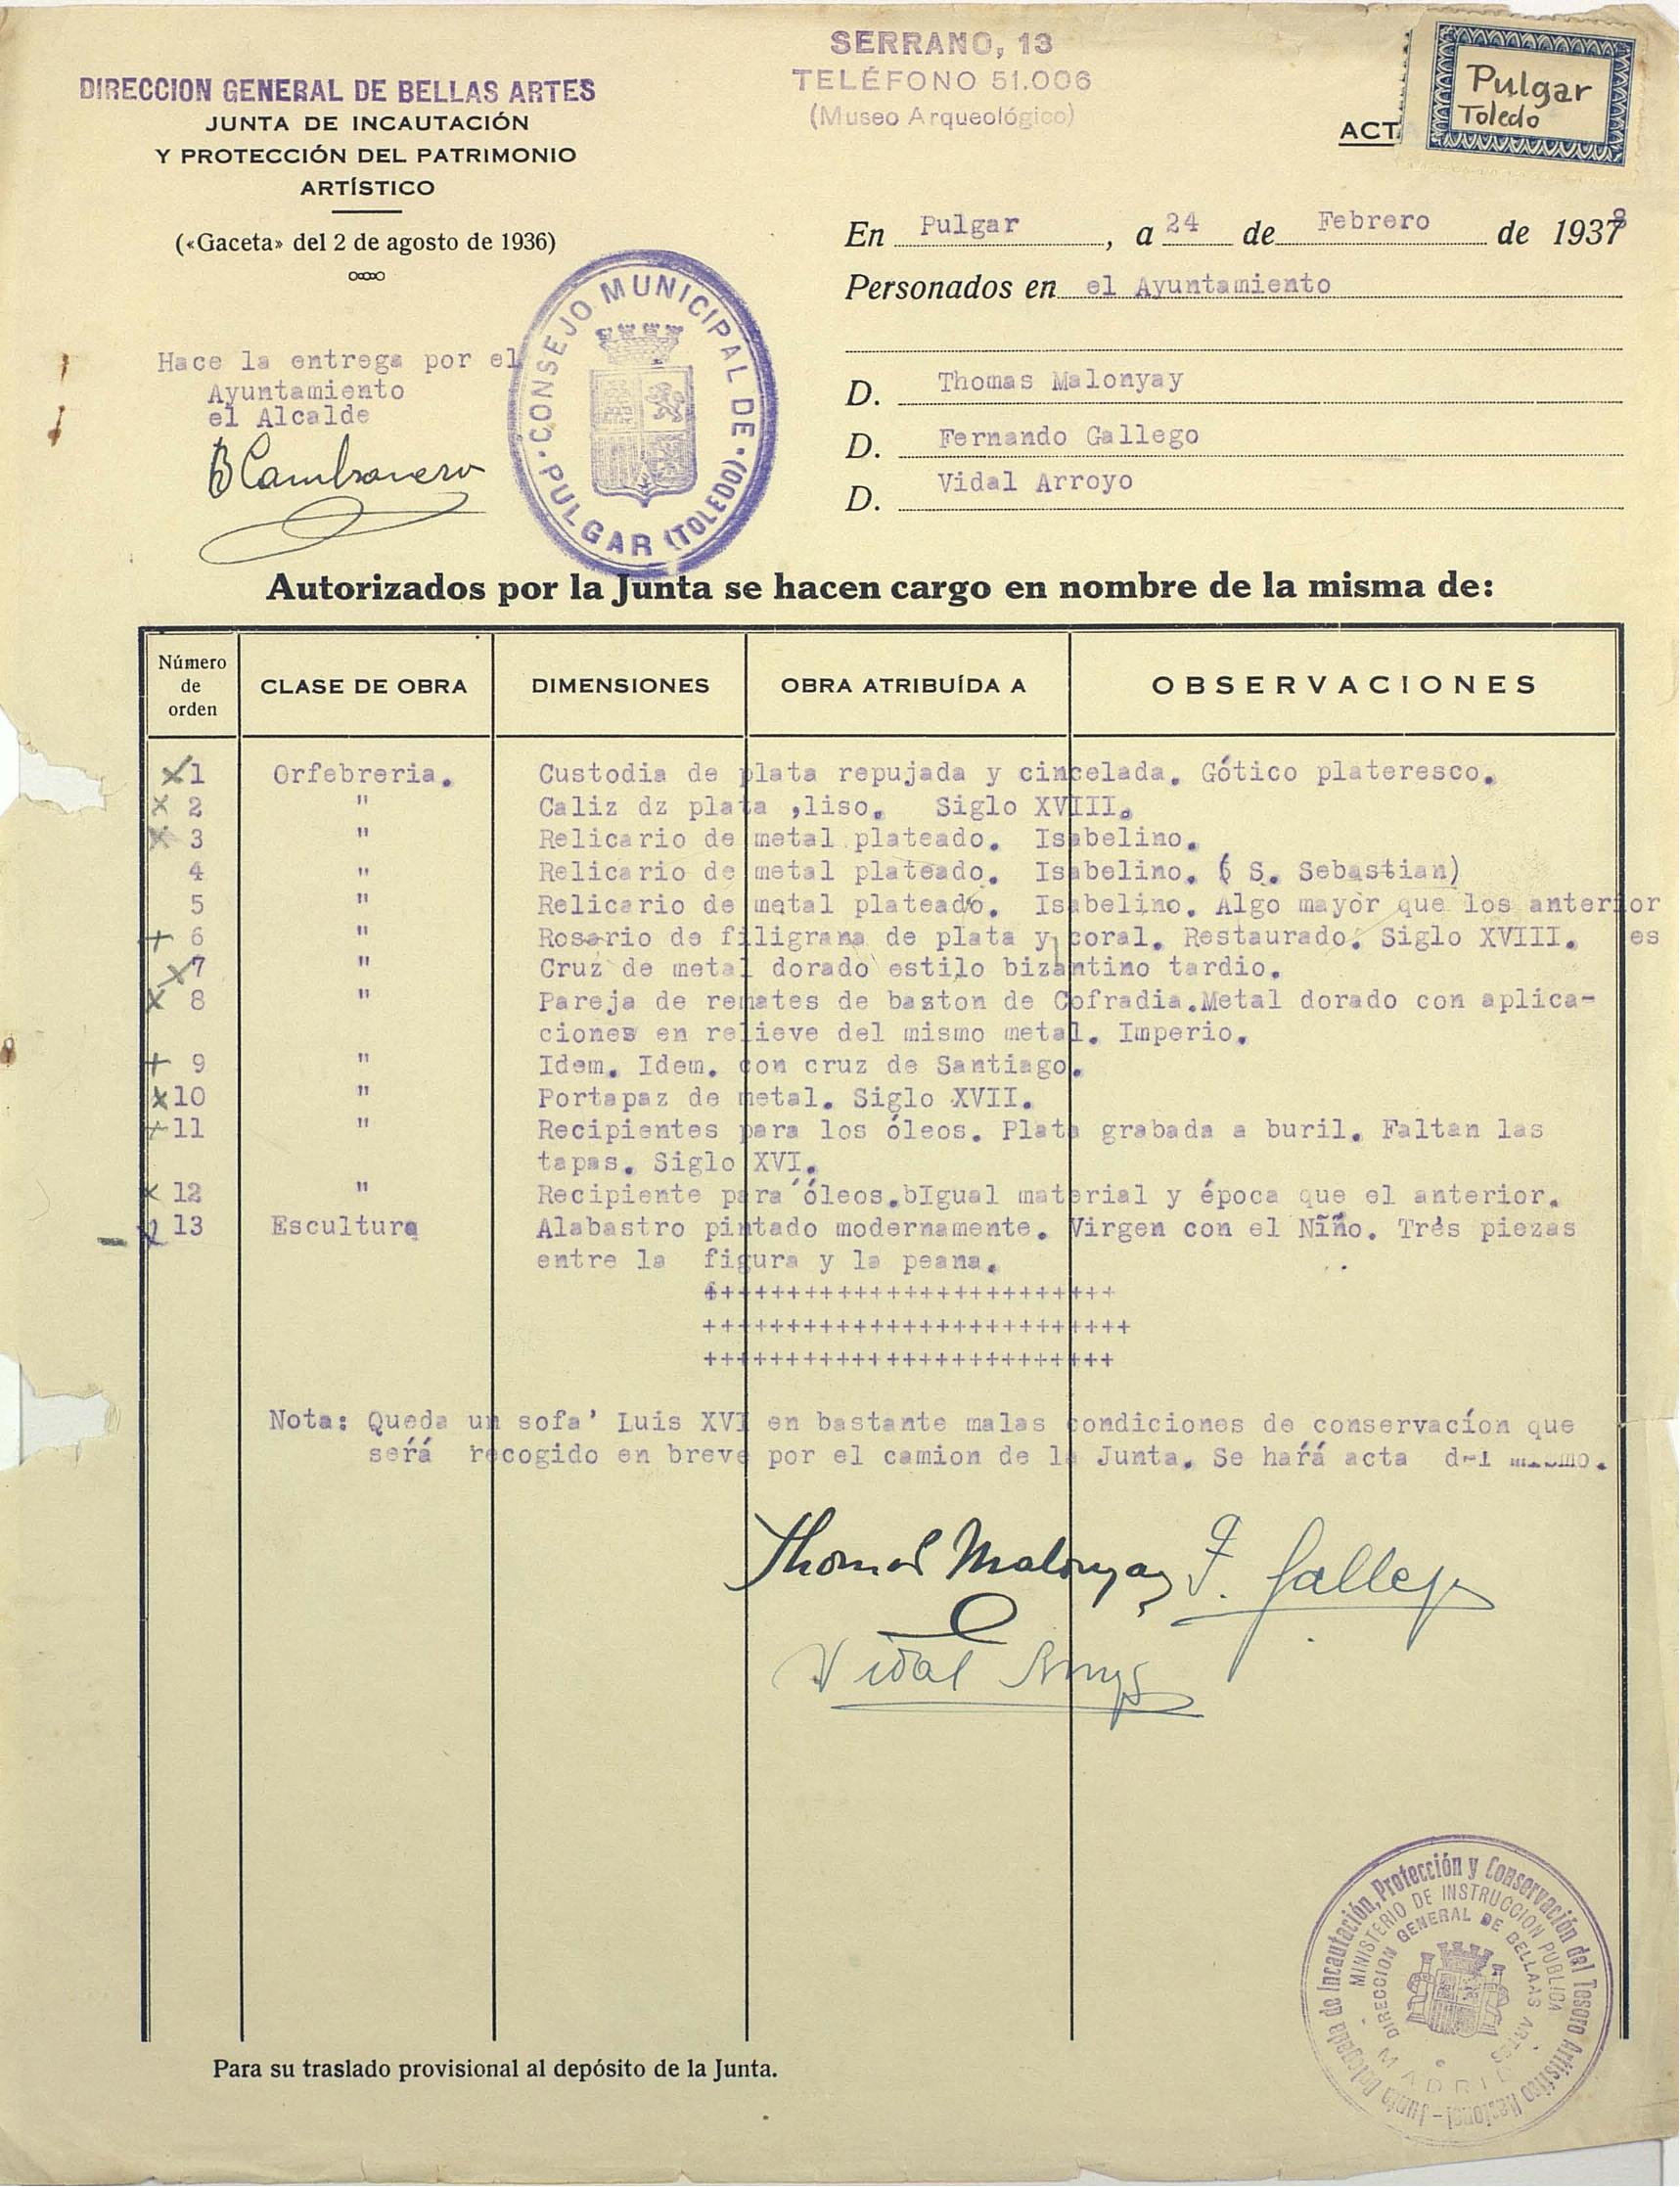 SERRANO, 13
TELÉFONO 51.006
(Museo Arqueológico)
DIRECCION GENERAL DE BELLAS ARTES
JUNTA DE INCAUTACIÓN
Y PROTECCIÓN DEL PATRIMONIO
ARTÍSTICO
(«Gaceta» del 2 de agosto de 1936)
ACT
Pulgar
Toledo
En Pulgar, a 24 de Febrero de 1938
Personados en el Ayuntamiento
D. Thomas Malonyay
D. Fernando Gallego
D. Vidal Arroyo
Hace la entrega por el
Ayuntamiento
el Alcalde
B Cambronero
· CONSEJO MUNICIPAL DE · PULGAR (TOLEDO)
Autorizados por la Junta se hacen cargo en nombre de la misma de:
Número de orden CLASE DE OBRA DIMENSIONES OBRA ATRIBUÍDA A OBSERVACIONES
x1 Orfebreria. Custodia de plata repujada y cincelada. Gótico plateresco.
x 2 " Caliz dz plata ,liso. Siglo XVIII.
x 3 " Relicario de metal plateado. Isabelino.
4 " Relicario de metal plateado. Isabelino. ( S. Sebastian)
5 " Relicario de metal plateado. Isabelino. Algo mayor que los anterior
es
+ 6 " Rosario de filigrana de plata y coral. Restaurado. Siglo XVIII.
x7 " Cruz de metal dorado estilo bizantino tardio.
x 8 " Pareja de remates de baston de Cofradia.Metal dorado con aplica-
ciones en relieve del mismo metal. Imperio.
+ 9 " Idem. Idem. con cruz de Santiago.
x10 " Portapaz de metal. Siglo XVII.
+11 " Recipientes para los óleos. Plata grabada a buril. Faltan las
tapas. Siglo XVI.
x 12 " Recipiente para óleos.bIgual material y época que el anterior.
x 13 Escultura Alabastro pintado modernamente. Virgen con el Niño. Trés piezas
entre la figura y la peana.
+++++++++++++++++++++++++
++++++++++++++++++++++++++
+++++++++++++++++++++++++
Nota: Queda un sofa' Luis XVI en bastante malas condiciones de conservacíon que
será recogido en breve por el camion de la Junta. Se hará acta del mismo.
Thomas Malonyay F. Gallego
Vidal Arroyo
Junta Delegada de Incautación, Protección y Conservación del Tesoro Artístico Nacional -
MINISTERIO DE INSTRUCCION PUBLICA
DIRECCION GENERAL DE BELLAAS ARTES
MADRID
Para su traslado provisional al depósito de la Junta.